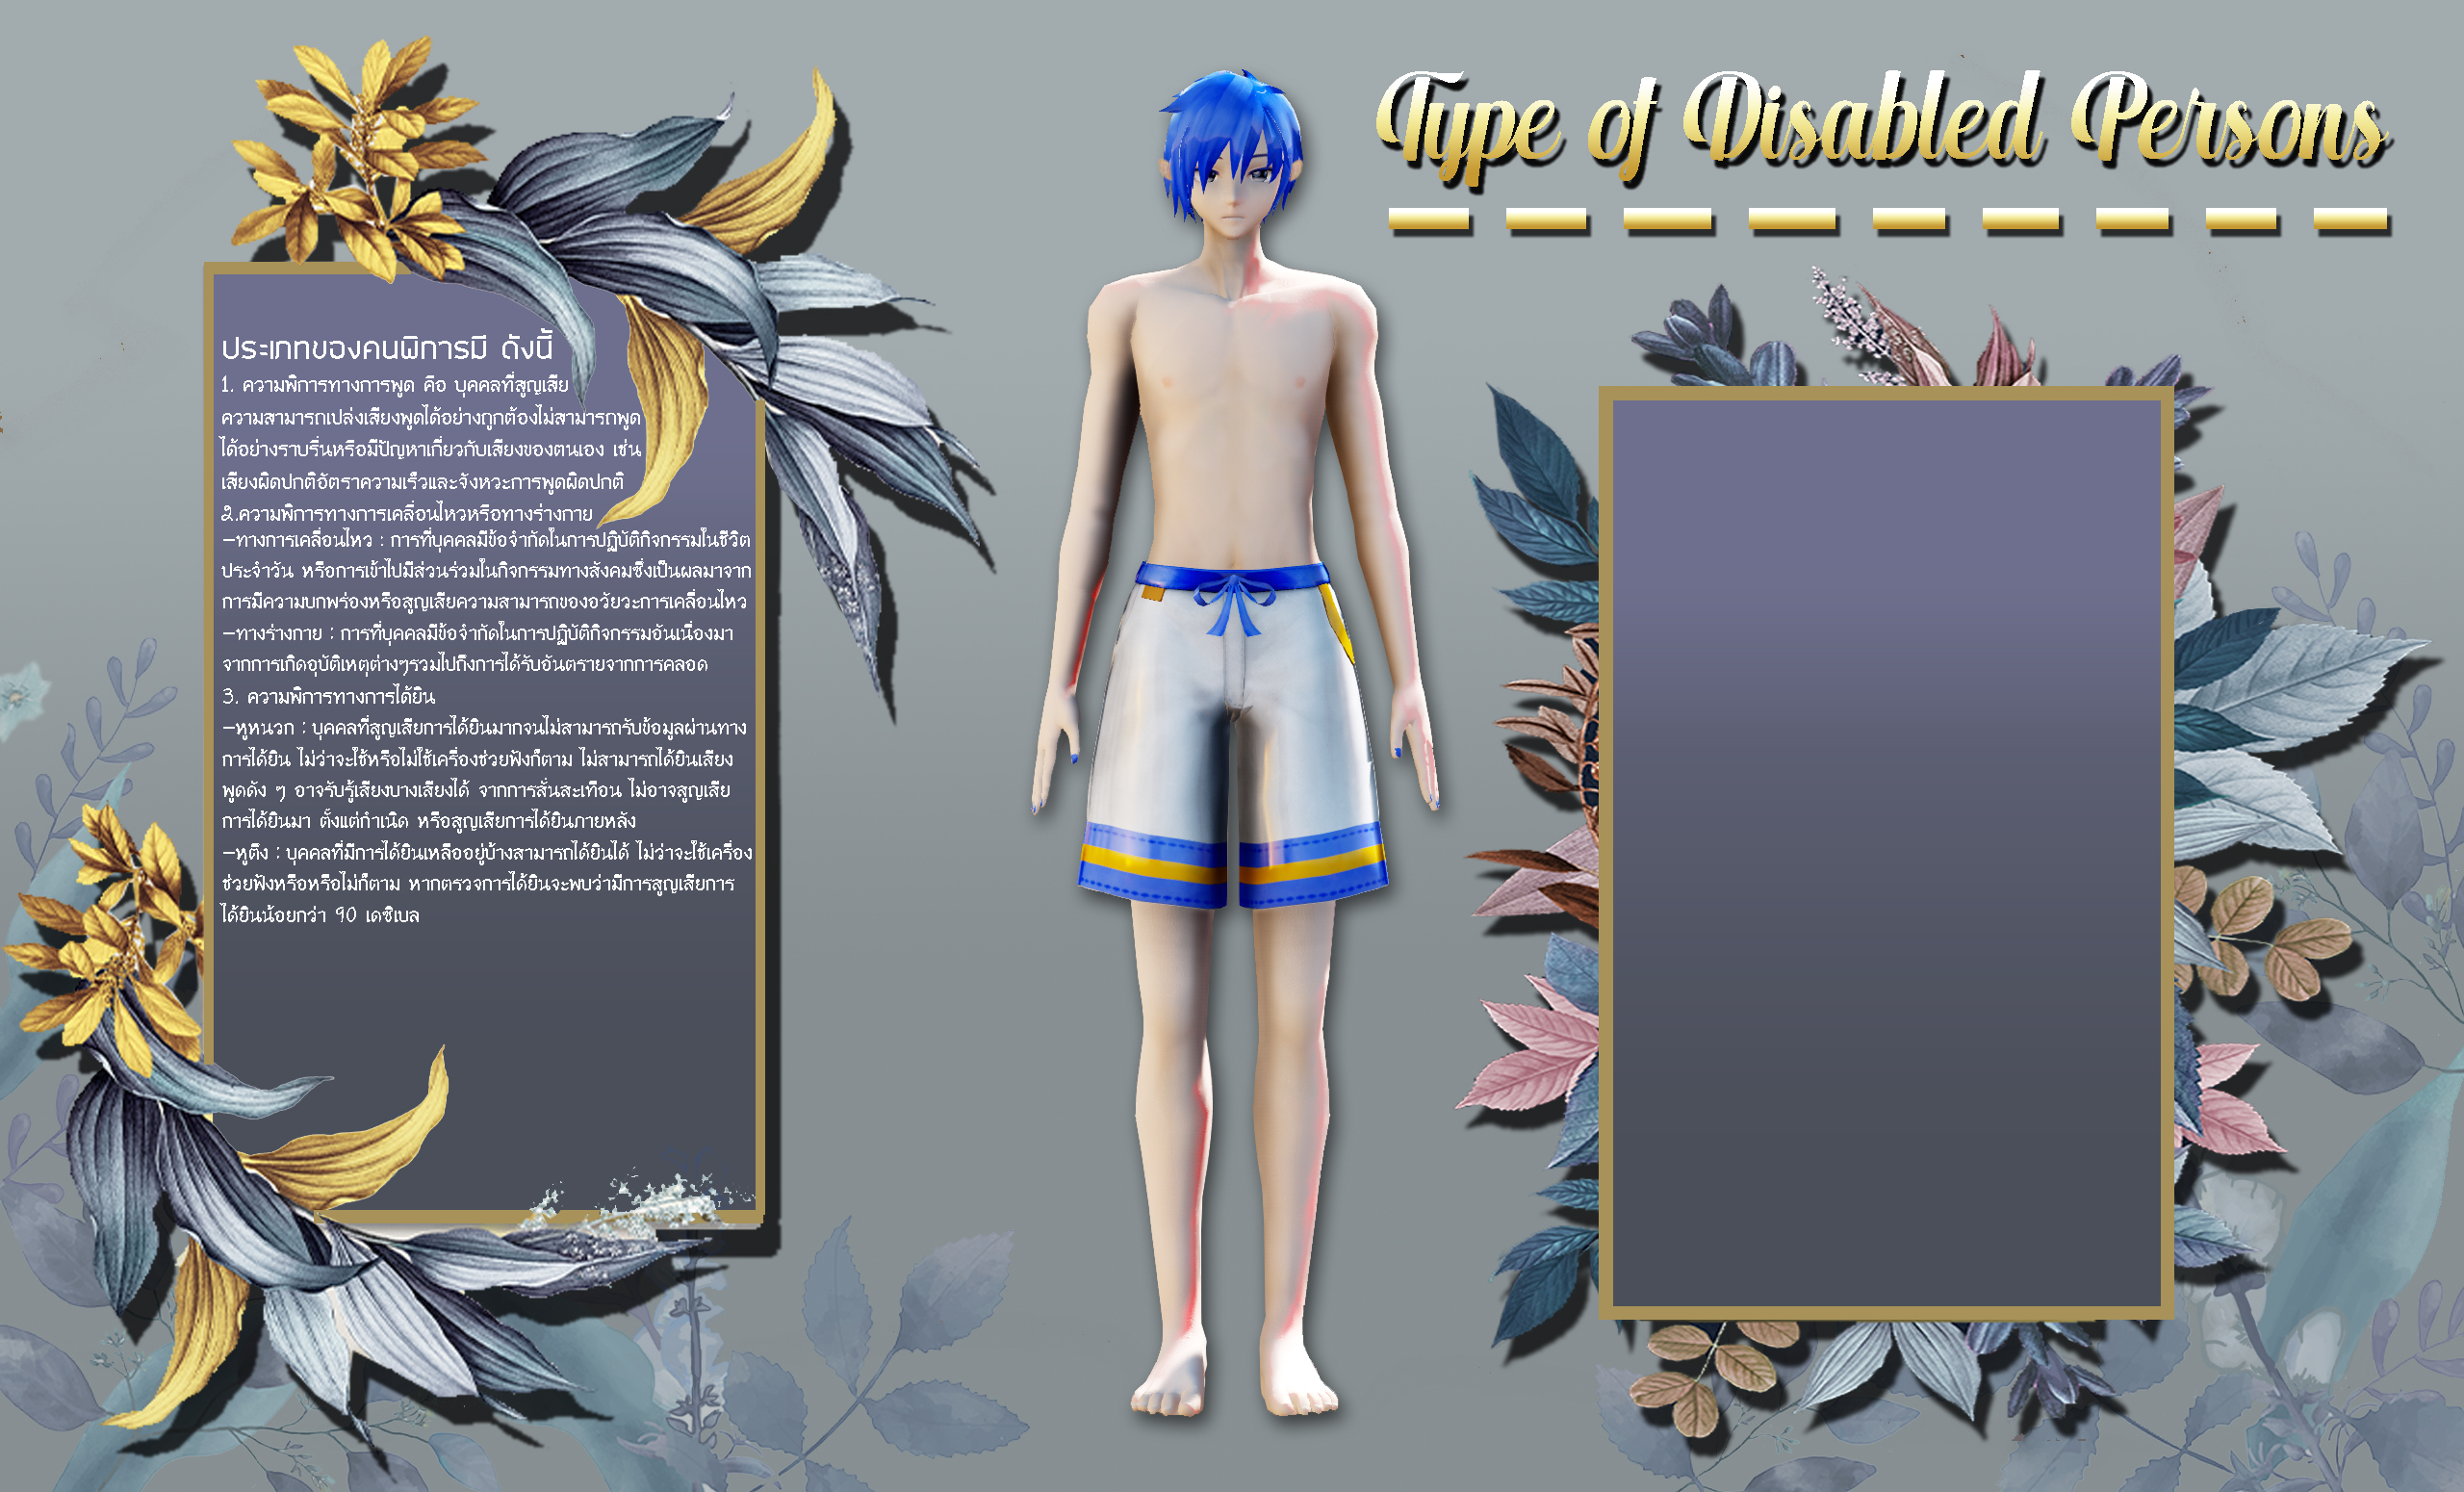 Type of Disabled Persons
ประเภทของคนพิการมี ดังนี้
1. ความพิการทางการพูด คือ บุคคลที่สูญเสีย
ความสามารถเปล่งเสียงพูดได้อย่างถูกต้องไม่สามารถพูด
ได้อย่างราบรื่นหรือมีปัญหาเกี่ยวกับเสียงของตนเอง เช่น
เสียงผิดปกติอัตราความเร็วและจังหวะการพูดผิดปกติ
2.ความพิการทางการเคลื่อนไหวหรือทางร่างกาย
-ทางการเคลื่อนไหว : การที่บุคคลมีข้อจำกัดในการปฏิบัติกิจกรรมในชีวิต
ประจำวัน หรือการเข้าไปมีส่วนร่วมในกิจกรรมทางสังคมซึ่งเป็นผลมาจาก
การมีความบกพร่องหรือสูญเสียความสามารถของอวัยวะการเคลื่อนไหว
-ทางร่างกาย : การที่บุคคลมีข้อจำกัดในการปฏิบัติกิจกรรมอันเนื่องมา
จากการเกิดอุบัติเหตุต่างๆรวมไปถึงการได้รับอันตรายจากการคลอด
3. ความพิการทางการได้ยิน
-หูหนวก : บุคคลที่สูญเสียการได้ยินมากจนไม่สามารถรับข้อมูลผ่านทาง
การได้ยิน ไม่ว่าจะใช้หรือไม่ใช้เครื่องช่วยฟังก็ตาม ไม่สามารถได้ยินเสียง
พูดดัง ๆ อาจรับรู้เสียงบางเสียงได้ จากการสั่นสะเทือน ไม่อาจสูญเสีย
การได้ยินมา ตั้งแต่กำเนิด หรือสูญเสียการได้ยินภายหลัง
-หูตึง : บุคคลที่มีการได้ยินเหลืออยู่บ้างสามารถได้ยินได้ ไม่ว่าจะใช้เครื่อง
ช่วยฟังหรือหรือไม่ก็ตาม หากตรวจการได้ยินจะพบว่ามีการสูญเสียการ
ได้ยินน้อยกว่า 90 เดซิเบล